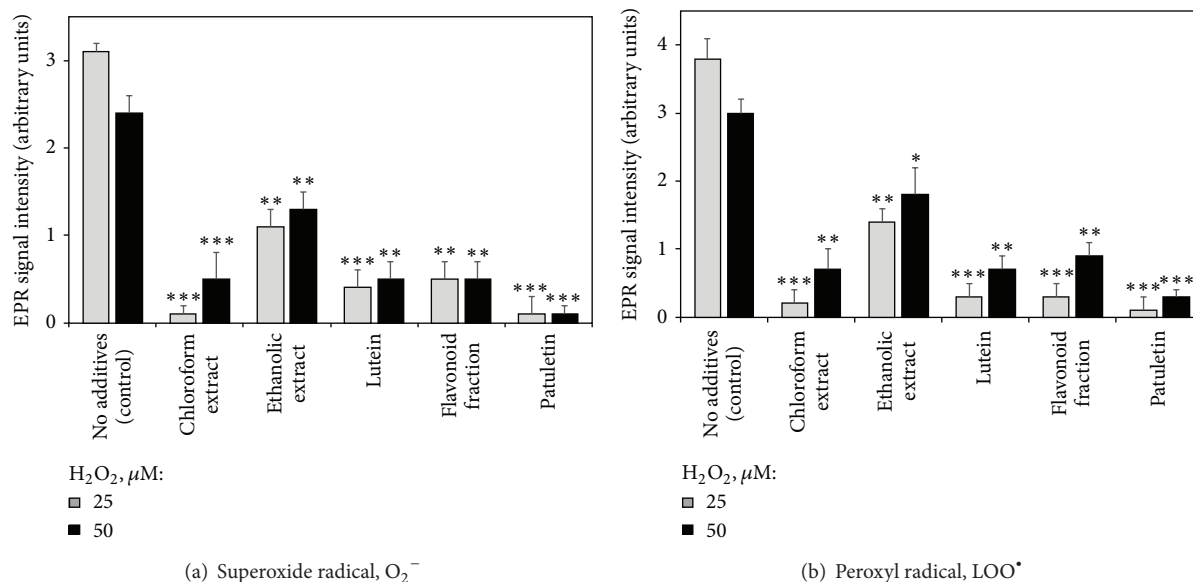 EPR signal intensity (arbitrary units)
3
2
1
0
***
***
**
**
***
**
**
**
***
***
No additives
(control)
Chloroform
extract
Ethanolic
extract
Lutein
Flavonoid
fraction
Patuletin
H₂O₂, μM:
25
50
(a) Superoxide radical, O₂⁻
EPR signal intensity (arbitrary units)
4
3
2
1
0
***
**
**
*
***
**
***
**
***
***
No additives
(control)
Chloroform
extract
Ethanolic
extract
Lutein
Flavonoid
fraction
Patuletin
H₂O₂, μM:
25
50
(b) Peroxyl radical, LOO•